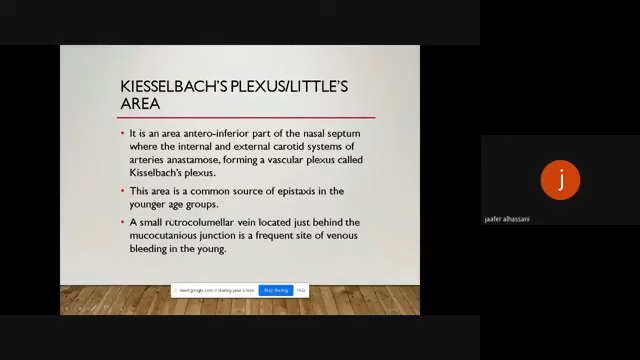 KIESSELBACH'S PLEXUS/LITTLE'S
AREA
• It is an area antero-inferior part of the nasal septum
where the internal and external carotid systems of
arteries anastamose, forming a vascular plexus called
Kisselbach's plexus.
• This area is a common source of epistaxis in the
younger age groups.
• A small rutrocolumellar vein located just behind the
mucocutanious junction is a frequent site of venous
bleeding in the young.
meet.google.com is sharing your screen.
Stop sharing
Hide
j
jaafer alhassani